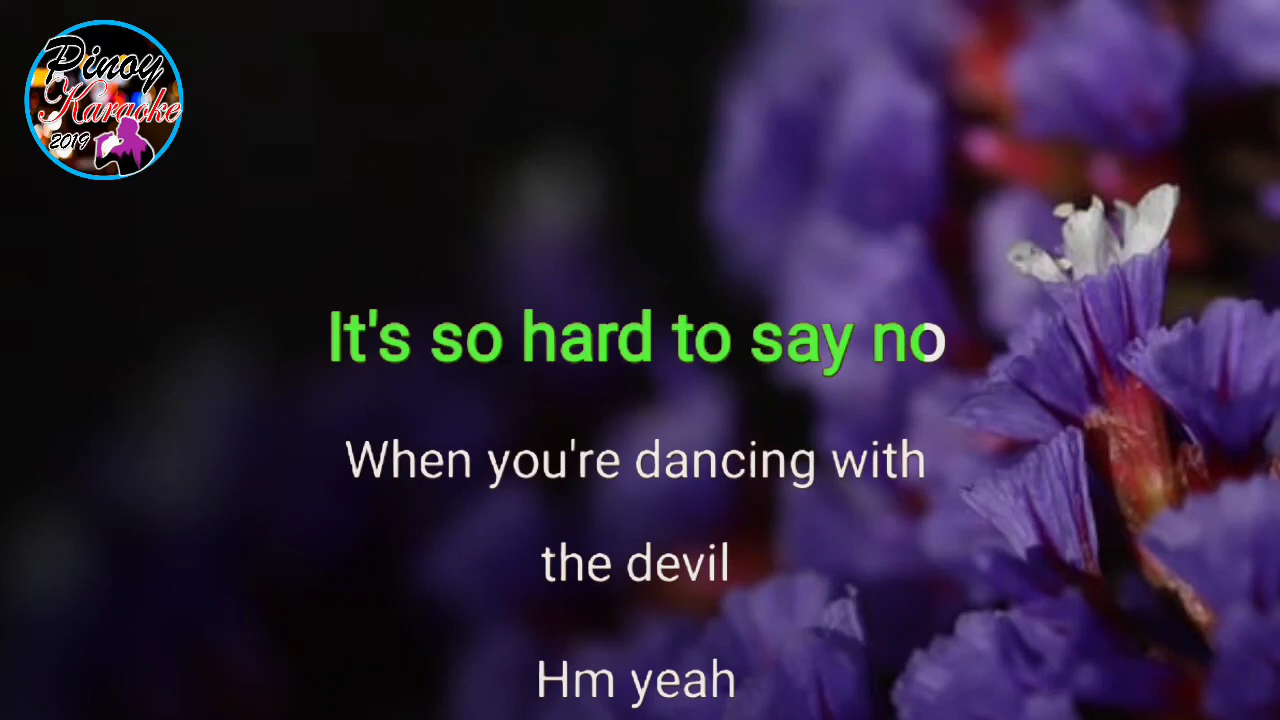 Pinoy
Karaoke
2019
It's so hard to say no
When you're dancing with
the devil
Hm yeah